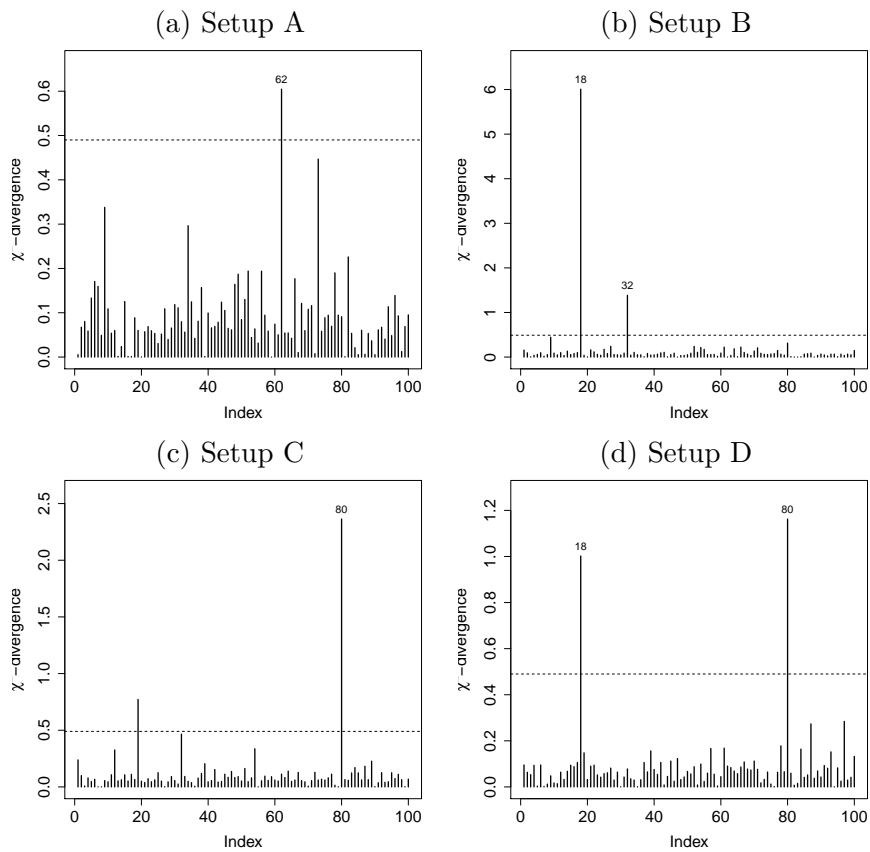 (a) Setup A
62
0.0 0.1 0.2 0.3 0.4 0.5 0.6
χ −divergence
0 20 40 60 80 100
Index
(b) Setup B
18
32
0 1 2 3 4 5 6
χ −divergence
0 20 40 60 80 100
Index
(c) Setup C
80
0.0 0.5 1.0 1.5 2.0 2.5
χ −divergence
0 20 40 60 80 100
Index
(d) Setup D
18
80
0.0 0.2 0.4 0.6 0.8 1.0 1.2
χ −divergence
0 20 40 60 80 100
Index